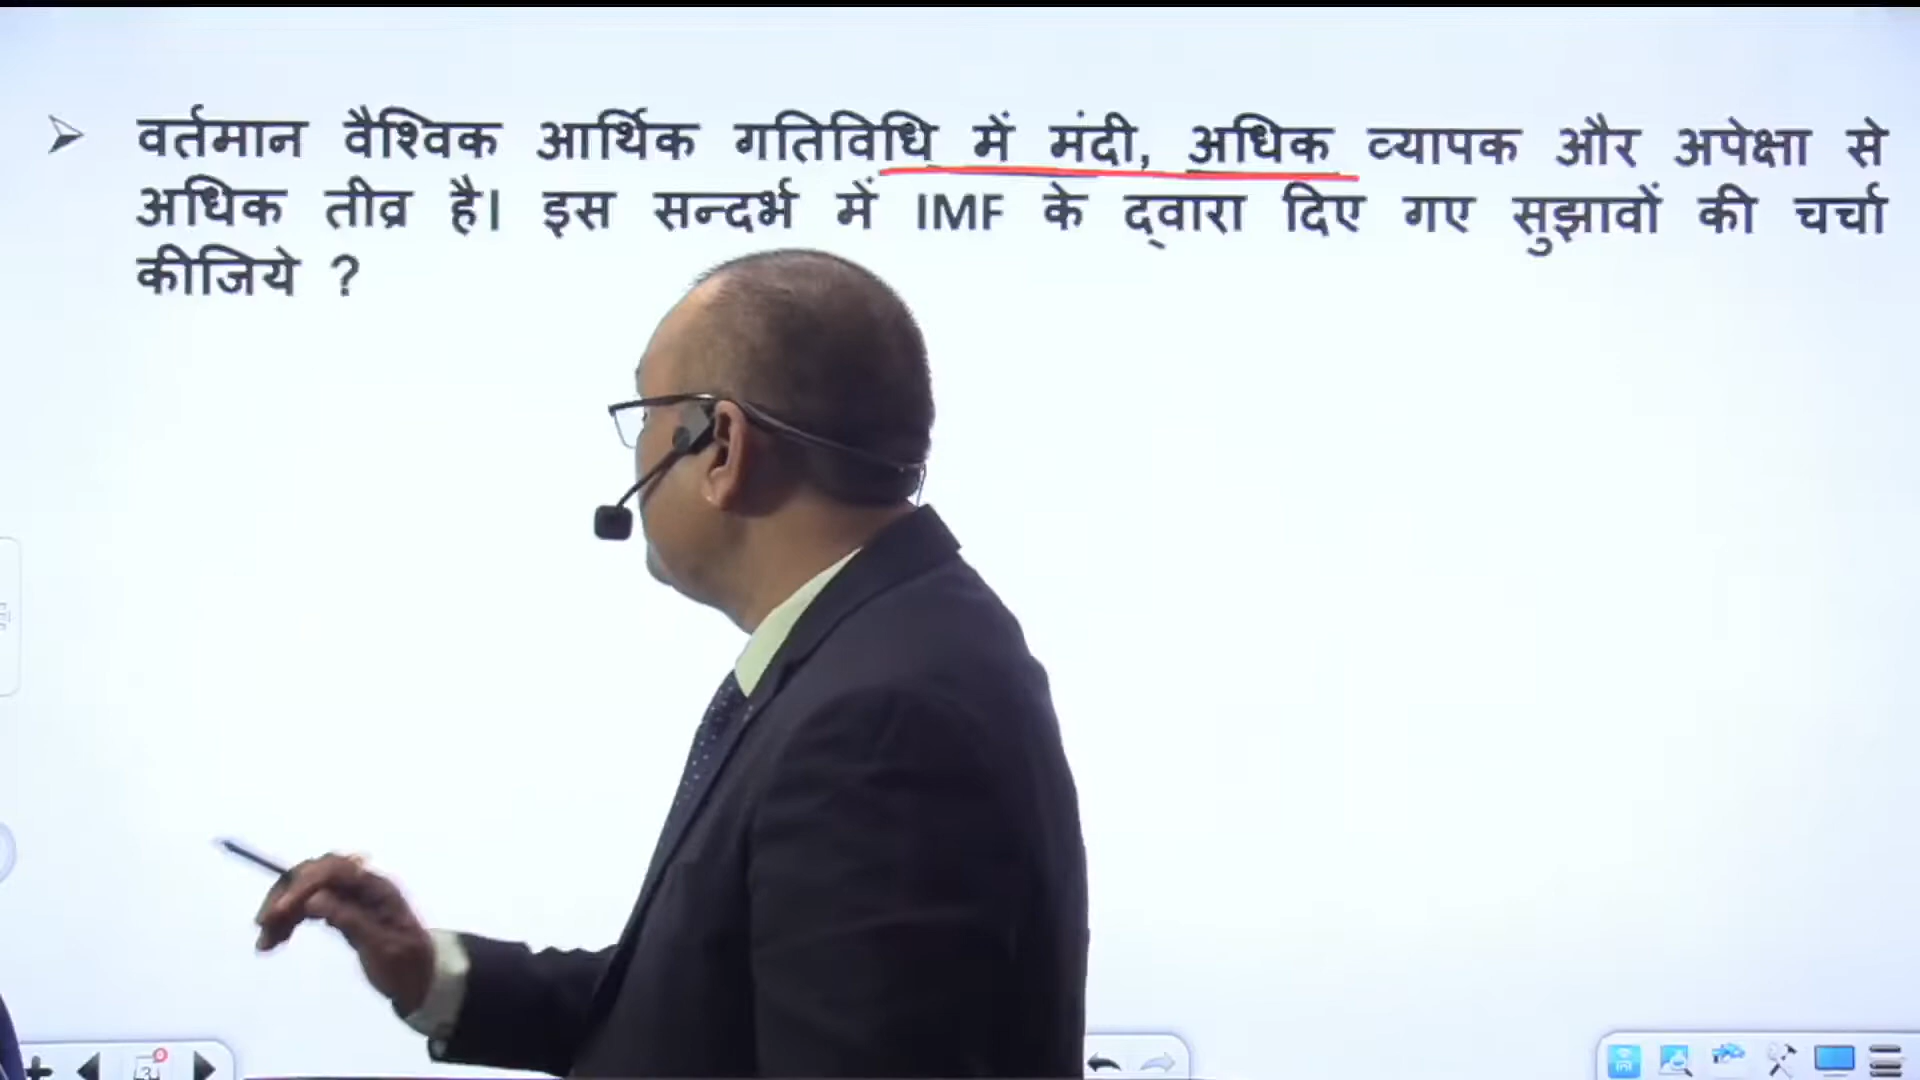 वर्तमान वैश्विक आर्थिक गतिविधि में मंदी, अधिक व्यापक और अपेक्षा से
अधिक तीव्र है। इस सन्दर्भ में IMF के द्वारा दिए गए सुझावों की चर्चा
कीजिये ?